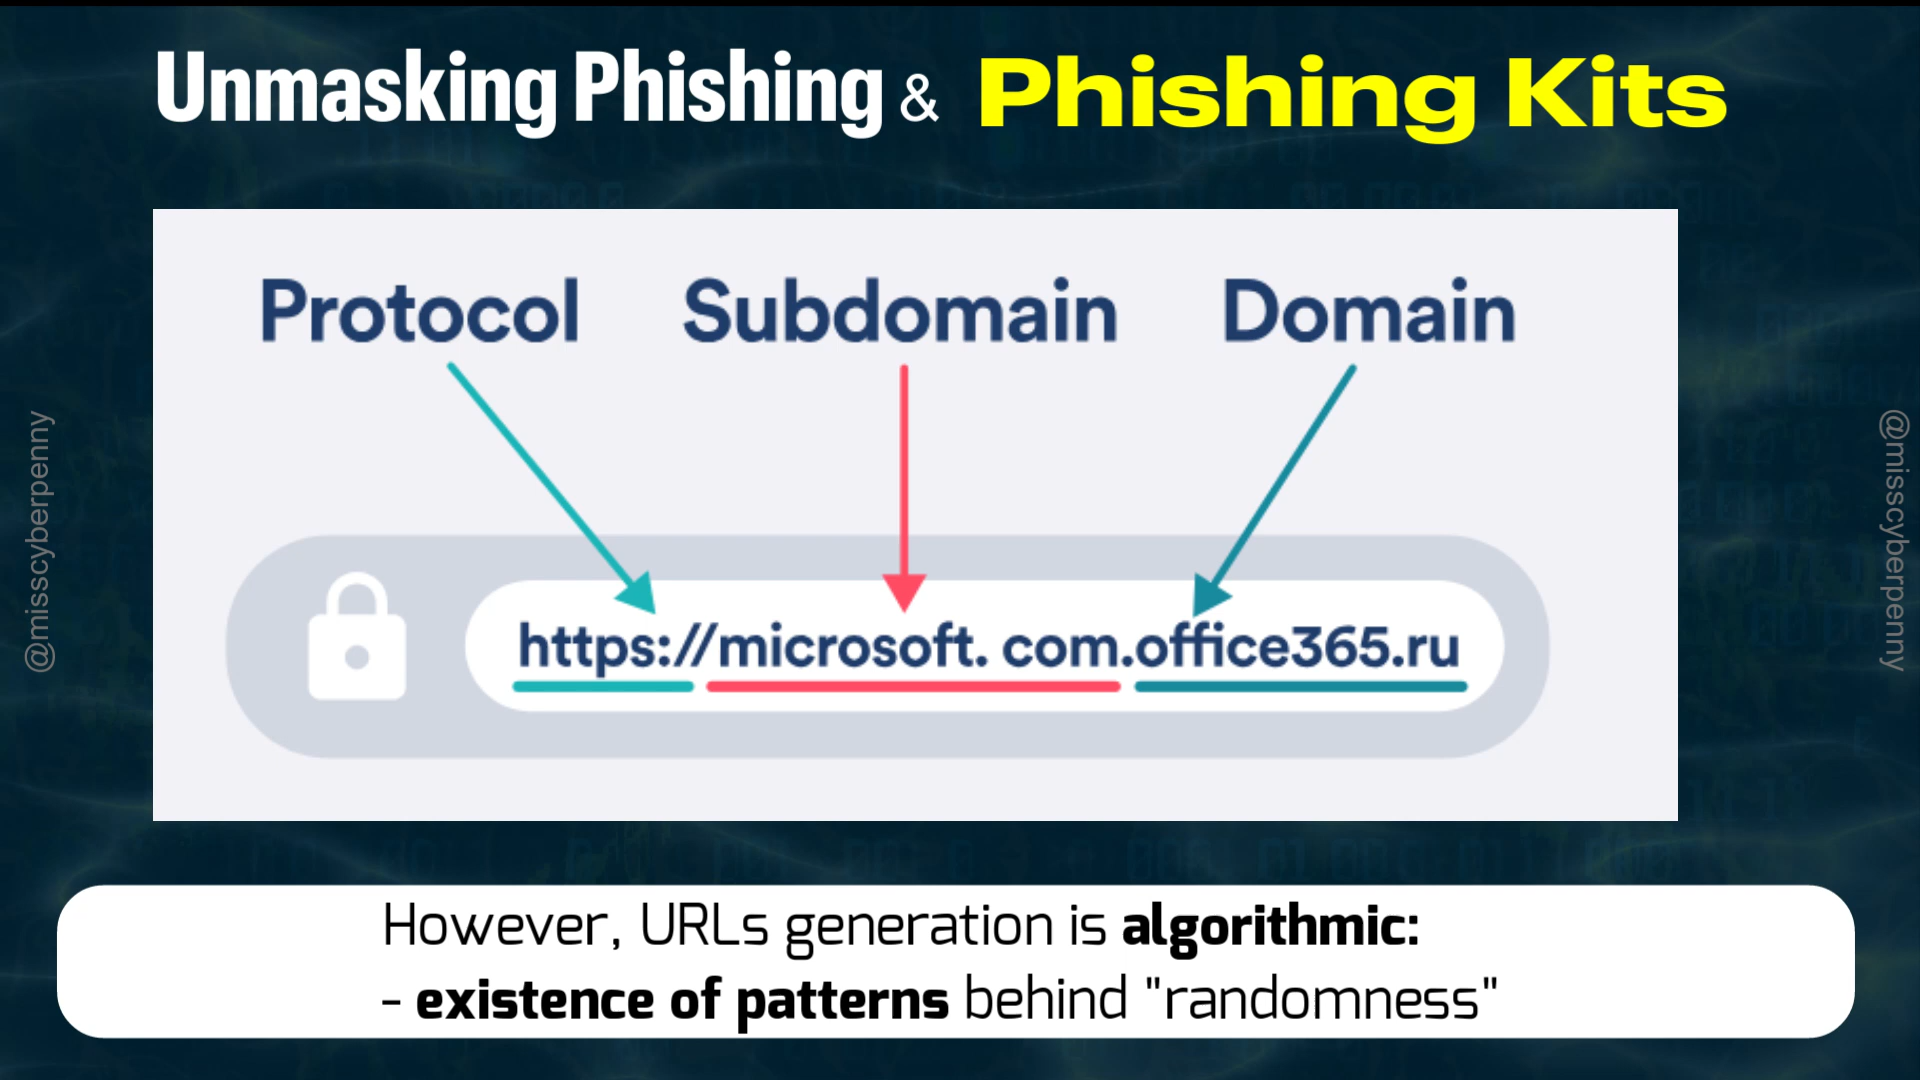 Unmasking Phishing & Phishing Kits
Protocol Subdomain Domain
https://microsoft. com.office365.ru
@misscyberpenny
@misscyberpenny
However, URLs generation is algorithmic:
- existence of patterns behind "randomness"